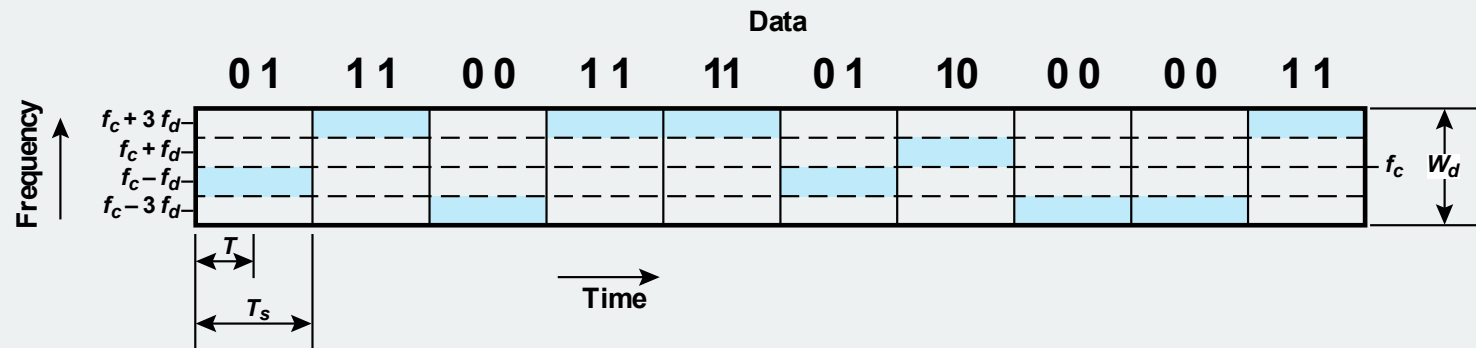 Data
0 1 1 1 0 0 1 1 11 0 1 10 0 0 0 0 1 1
Frequency
f_c + 3 f_d
f_c + f_d
f_c – f_d
f_c – 3 f_d
f_c W_d
T
T_s
Time